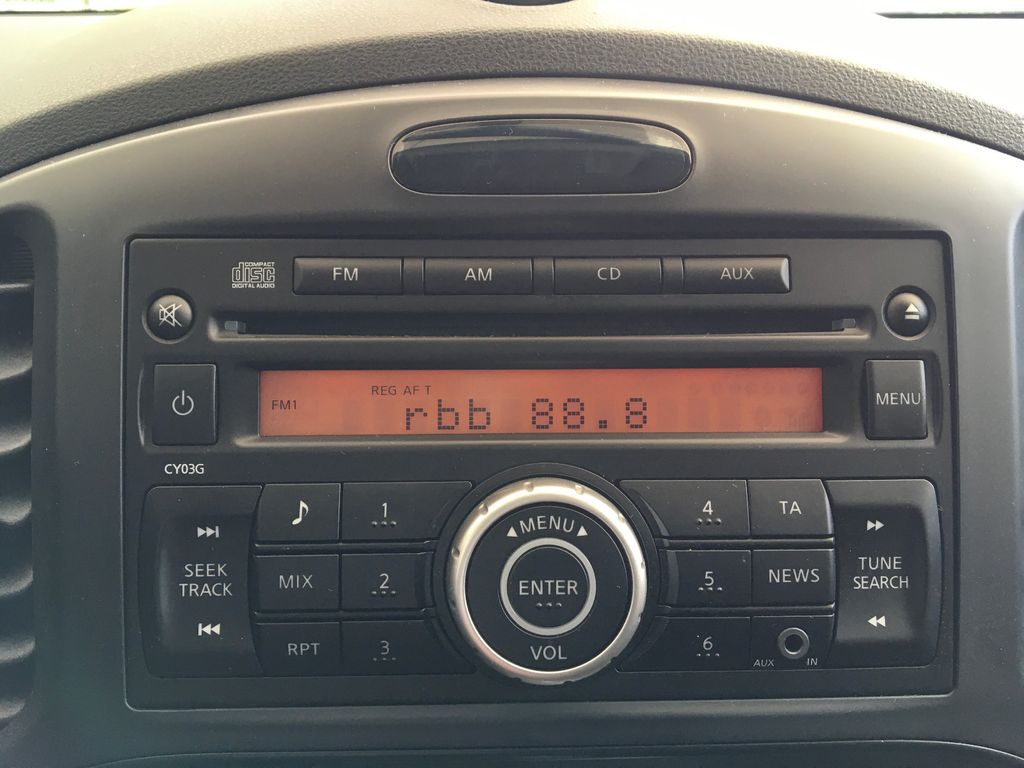 COMPACT
disc
DIGITAL AUDIO
FM AM CD AUX
REG AF T
FM1
rbb 88.8
MENU
CY03G
SEEK
TRACK
MIX
RPT
1
2
3
◀MENU▶
ENTER
VOL
4
5
6
TA
NEWS
AUX IN
TUNE
SEARCH